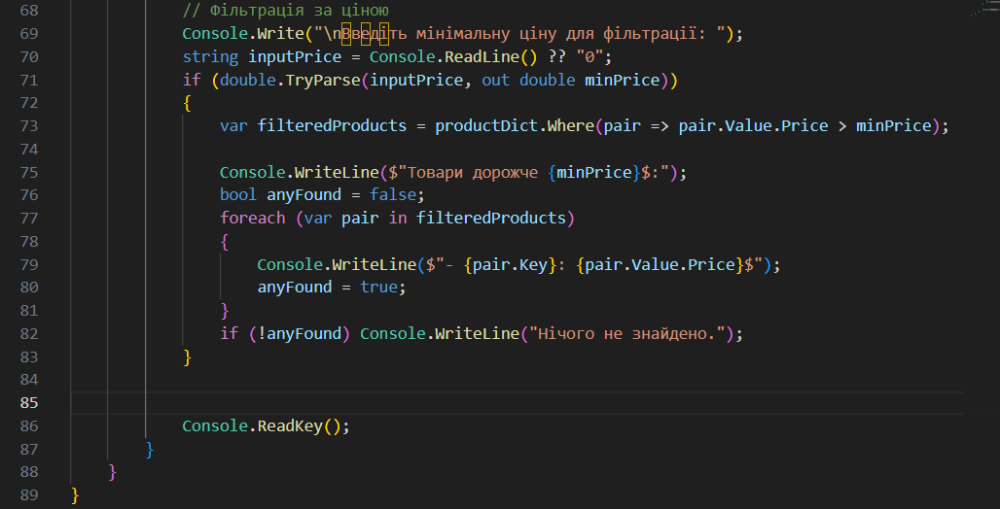 68 // Фільтрація за ціною
69 Console.Write("\nВведіть мінімальну ціну для фільтрації: ");
70 string inputPrice = Console.ReadLine() ?? "0";
71 if (double.TryParse(inputPrice, out double minPrice))
72 {
73 var filteredProducts = productDict.Where(pair => pair.Value.Price > minPrice);
74
75 Console.WriteLine($"Товари дорожче {minPrice}$:");
76 bool anyFound = false;
77 foreach (var pair in filteredProducts)
78 {
79 Console.WriteLine($"- {pair.Key}: {pair.Value.Price}$");
80 anyFound = true;
81 }
82 if (!anyFound) Console.WriteLine("Нічого не знайдено.");
83 }
84
85
86 Console.ReadKey();
87 }
88 }
89 }